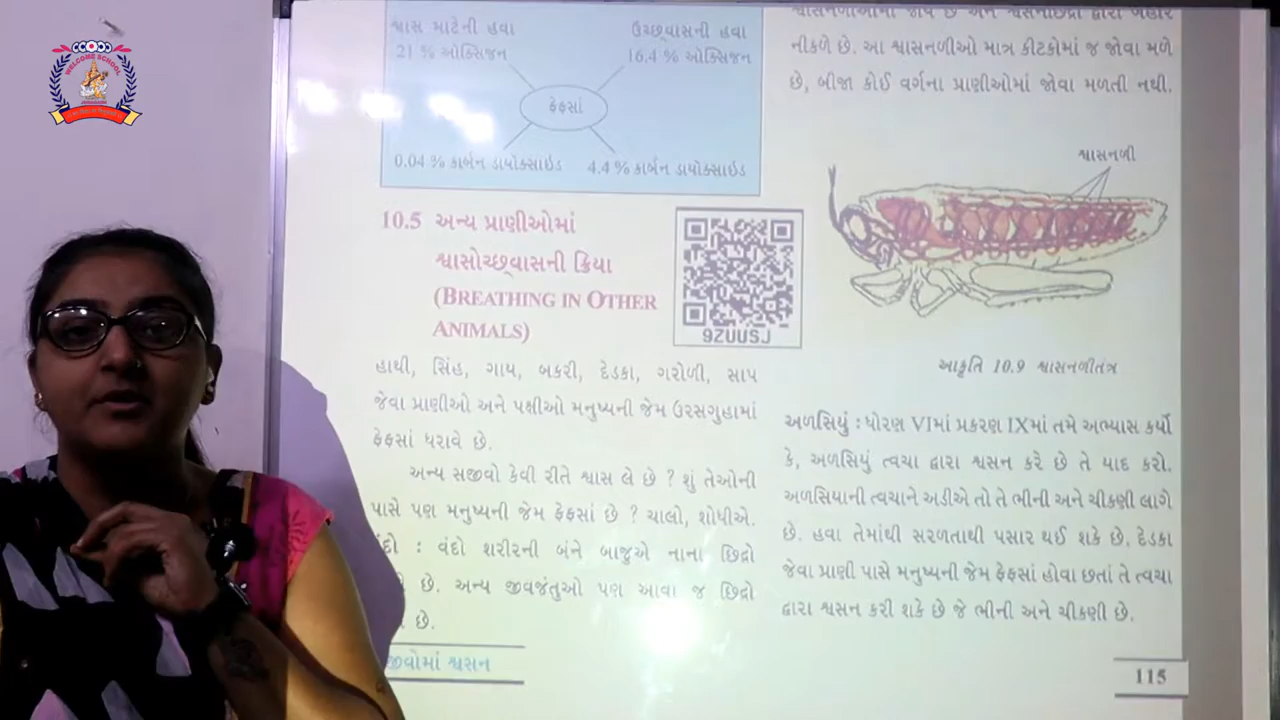 WELCOME SCHOOL
શ્વાસ માટેની હવા
21 % ઓક્સિજન
ઉચ્છ્વાસની હવા
16.4 % ઓક્સિજન
ફેફસાં
0.04 % કાર્બન ડાયોક્સાઇડ
4.4 % કાર્બન ડાયોક્સાઇડ
10.5 અન્ય પ્રાણીઓમાં
શ્વાસોચ્છ્વાસની ક્રિયા
(BREATHING IN OTHER
ANIMALS)
9ZUUSJ
હાથી, સિંહ, ગાય, બકરી, દેડકા, ગરોળી, સાપ
જેવા પ્રાણીઓ અને પક્ષીઓ મનુષ્યની જેમ ઉરસગુહામાં
ફેફસાં ધરાવે છે.
અન્ય સજીવો કેવી રીતે શ્વાસ લે છે ? શું તેઓની
પાસે પણ મનુષ્યની જેમ ફેફસાં છે ? ચાલો, શોધીએ.
: વંદો શરીરની બંને બાજુએ નાના છિદ્રો
છે. અન્ય જીવજંતુઓ પણ આવા જ છિદ્રો
છે.
શ્વસન
નીકળે છે. આ શ્વાસનળીઓ માત્ર કીટકોમાં જ જોવા મળે
છે, બીજા કોઈ વર્ગના પ્રાણીઓમાં જોવા મળતી નથી.
શ્વાસનળી
આકૃતિ 10.9 શ્વાસનળીતંત્ર
અળસિયું : ધોરણ VIમાં પ્રકરણ IXમાં તમે અભ્યાસ કર્યો
કે, અળસિયું ત્વચા દ્વારા શ્વસન કરે છે તે યાદ કરો.
અળસિયાની ત્વચાને અડીએ તો તે ભીની અને ચીકણી લાગે
છે. હવા તેમાંથી સરળતાથી પસાર થઈ શકે છે. દેડકા
જેવા પ્રાણી પાસે મનુષ્યની જેમ ફેફસાં હોવા છતાં તે ત્વચા
દ્વારા શ્વસન કરી શકે છે જે ભીની અને ચીકણી છે.
115